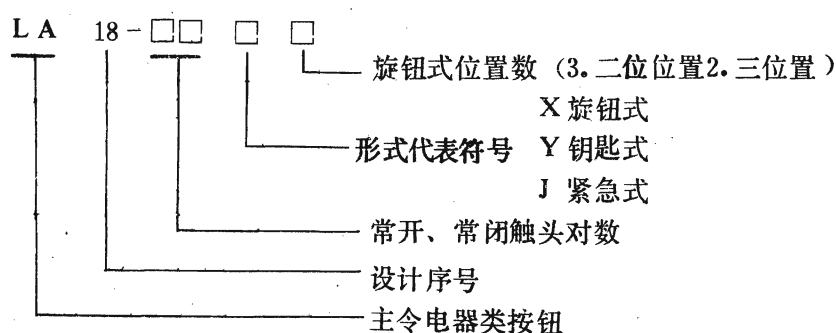 LA 18-□□ □ □
旋钮式位置数（3.二位位置2.三位置）
X 旋钮式
形式代表符号 Y 钥匙式
J 紧急式
常开、常闭触头对数
设计序号
主令电器类按钮